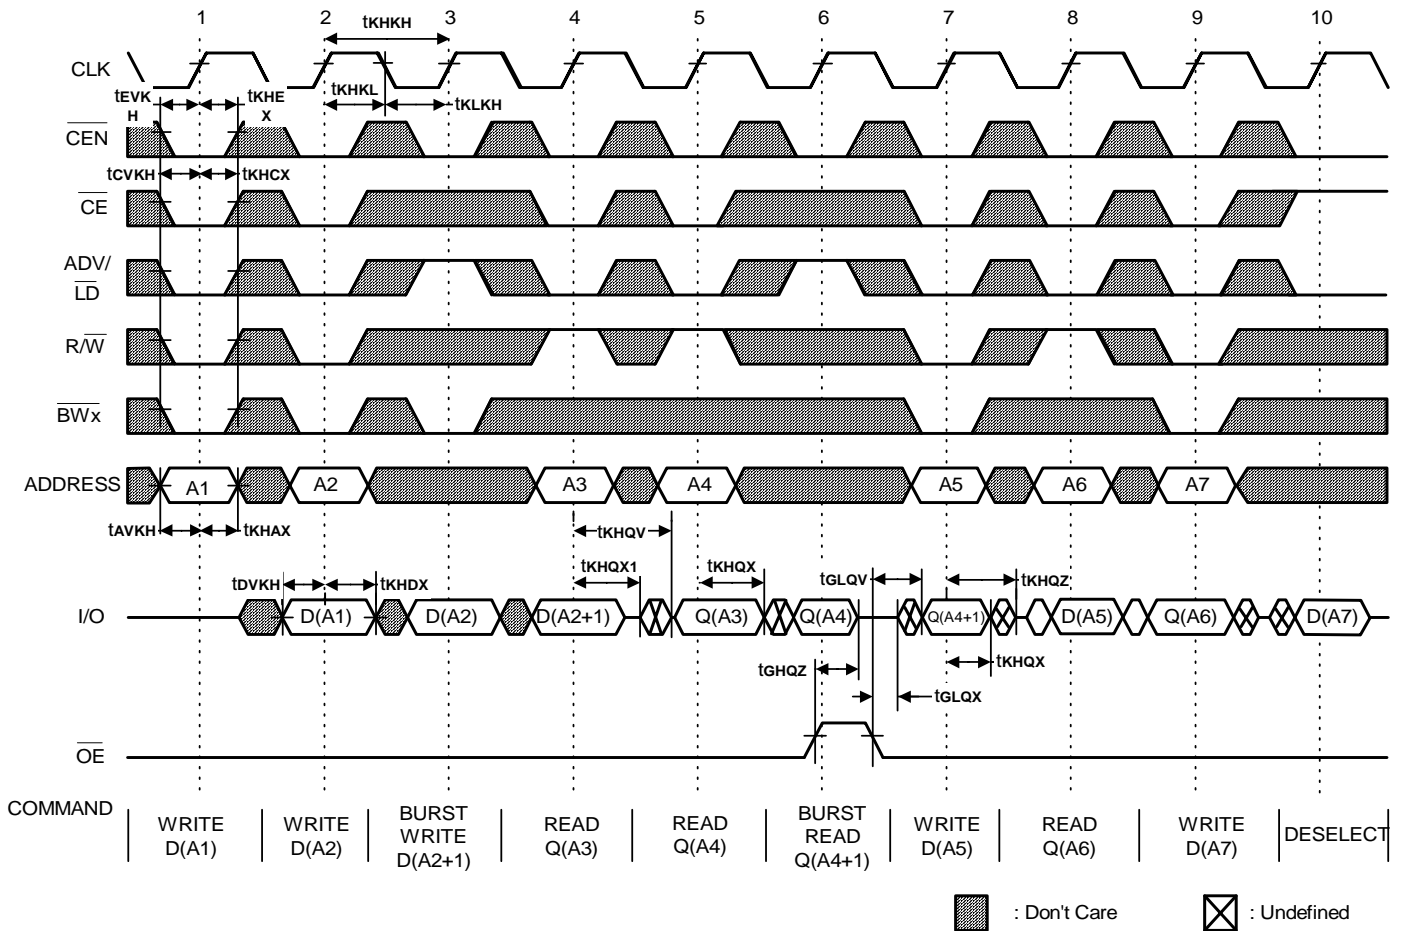 1 2 3 4 5 6 7 8 9 10
tKHKH
CLK
tEVKH tKHEX tKHKL tKLKH
CEN
tCVKH tKHCX
CE
ADV/
LD
R/W
BWx
ADDRESS A1 A2 A3 A4 A5 A6 A7
tAVKH tKHAX tKHQV
tDVKH tKHDX tKHQX1 tKHQX tGLQV tKHQZ
I/O D(A1) D(A2) D(A2+1) Q(A3) Q(A4) Q(A4+1) D(A5) Q(A6) D(A7)
tGHQZ tKHQX
tGLQX
OE
COMMAND
WRITE
D(A1)
WRITE
D(A2)
BURST
WRITE
D(A2+1)
READ
Q(A3)
READ
Q(A4)
BURST
READ
Q(A4+1)
WRITE
D(A5)
READ
Q(A6)
WRITE
D(A7)
DESELECT
: Don't Care : Undefined